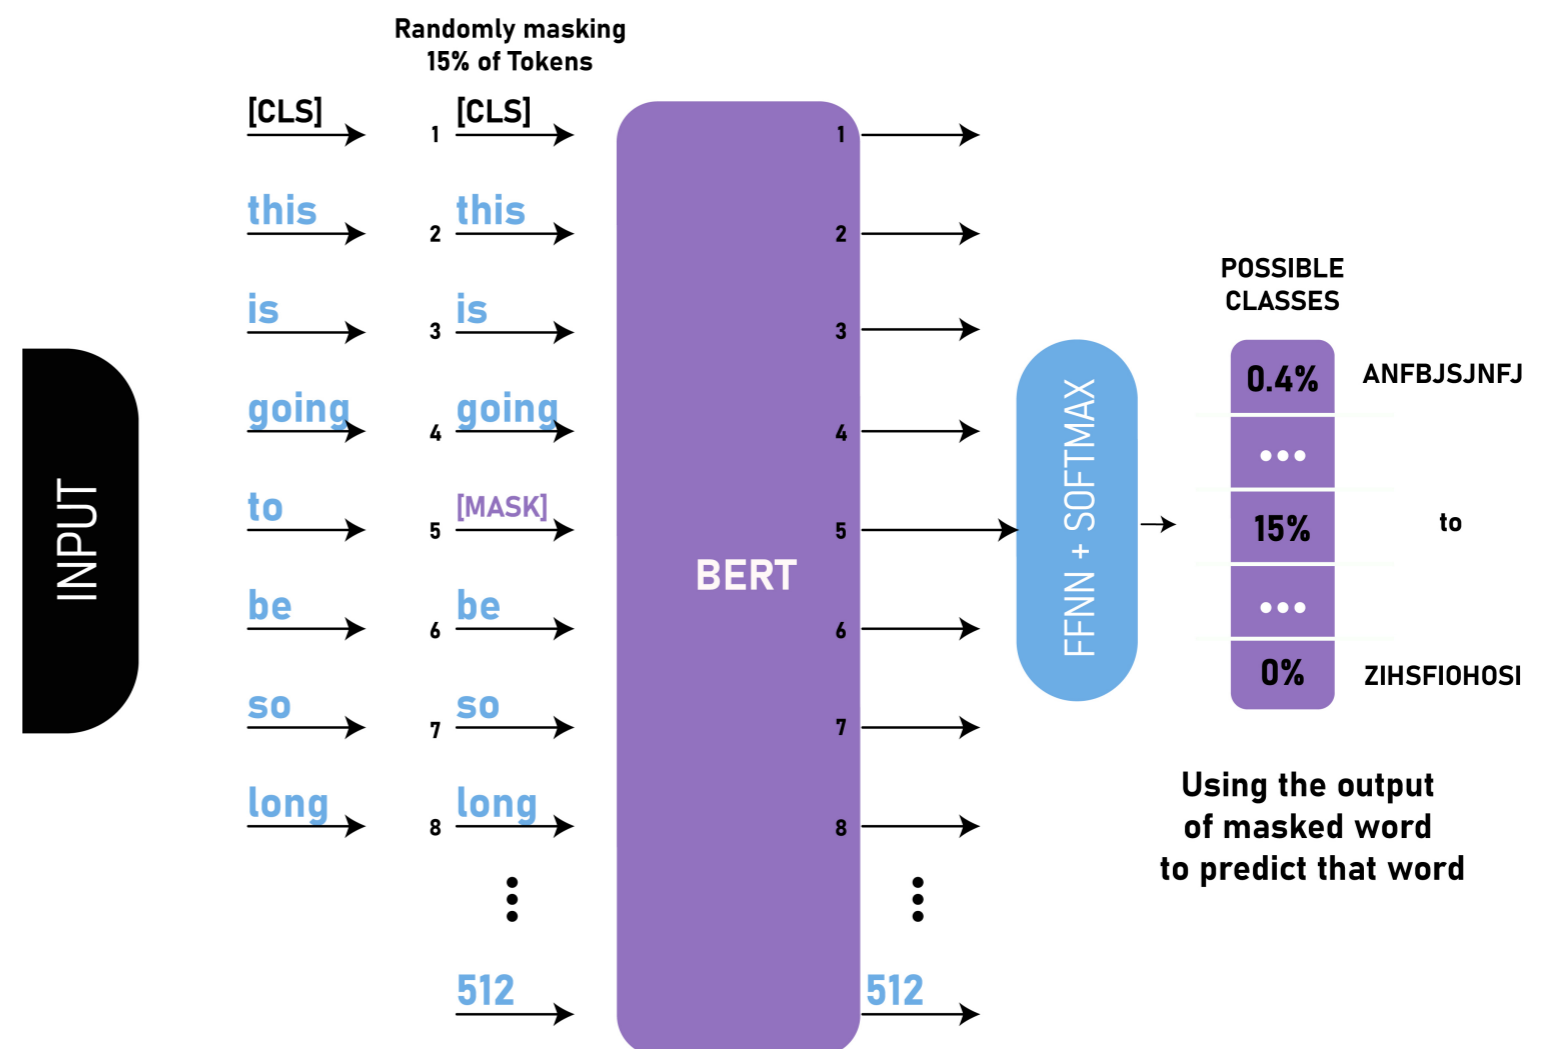 Randomly masking
15% of Tokens
[CLS] 1 [CLS] 1
this 2 this 2
is 3 is 3
going 4 going 4
to 5 [MASK] 5
be 6 be 6
so 7 so 7
long 8 long 8
512 512
INPUT
BERT
FFNN + SOFTMAX
POSSIBLE
CLASSES
0.4% ANFBJSJNFJ
•••
15% to
•••
0% ZIHSFIOHOSI
Using the output
of masked word
to predict that word